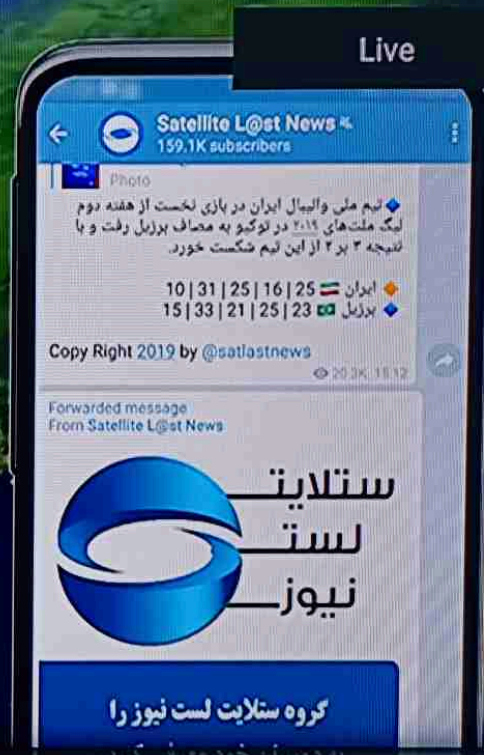 Live
Satellite L@st News
159.1K subscribers
Photo
تیم ملی والیبال ایران در بازی نخست از هفته دوم
لیگ ملت‌های ۲۰۱۹ در توکیو به مصاف برزیل رفت و با
نتیجه ۳ بر ۲ از این تیم شکست خورد.
ایران 25 | 16 | 25 | 31 | 10
برزیل 23 | 25 | 21 | 33 | 15
Copy Right 2019 by @satlastnews
20.3K, 15:12
Forwarded message
From Satellite L@st News
ستلایت
لست
نیوز
گروه ستلایت لست نیوز را